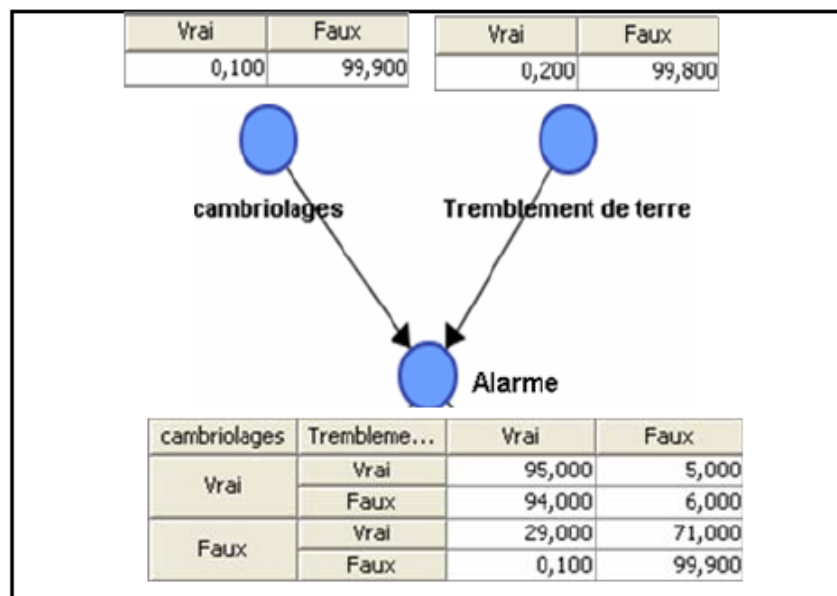 Vrai Faux Vrai Faux
0,100 99,900 0,200 99,800
cambriolages Tremblement de terre
Alarme
cambriolages Trembleme... Vrai Faux
Vrai Vrai 95,000 5,000
Faux 94,000 6,000
Faux Vrai 29,000 71,000
Faux 0,100 99,900